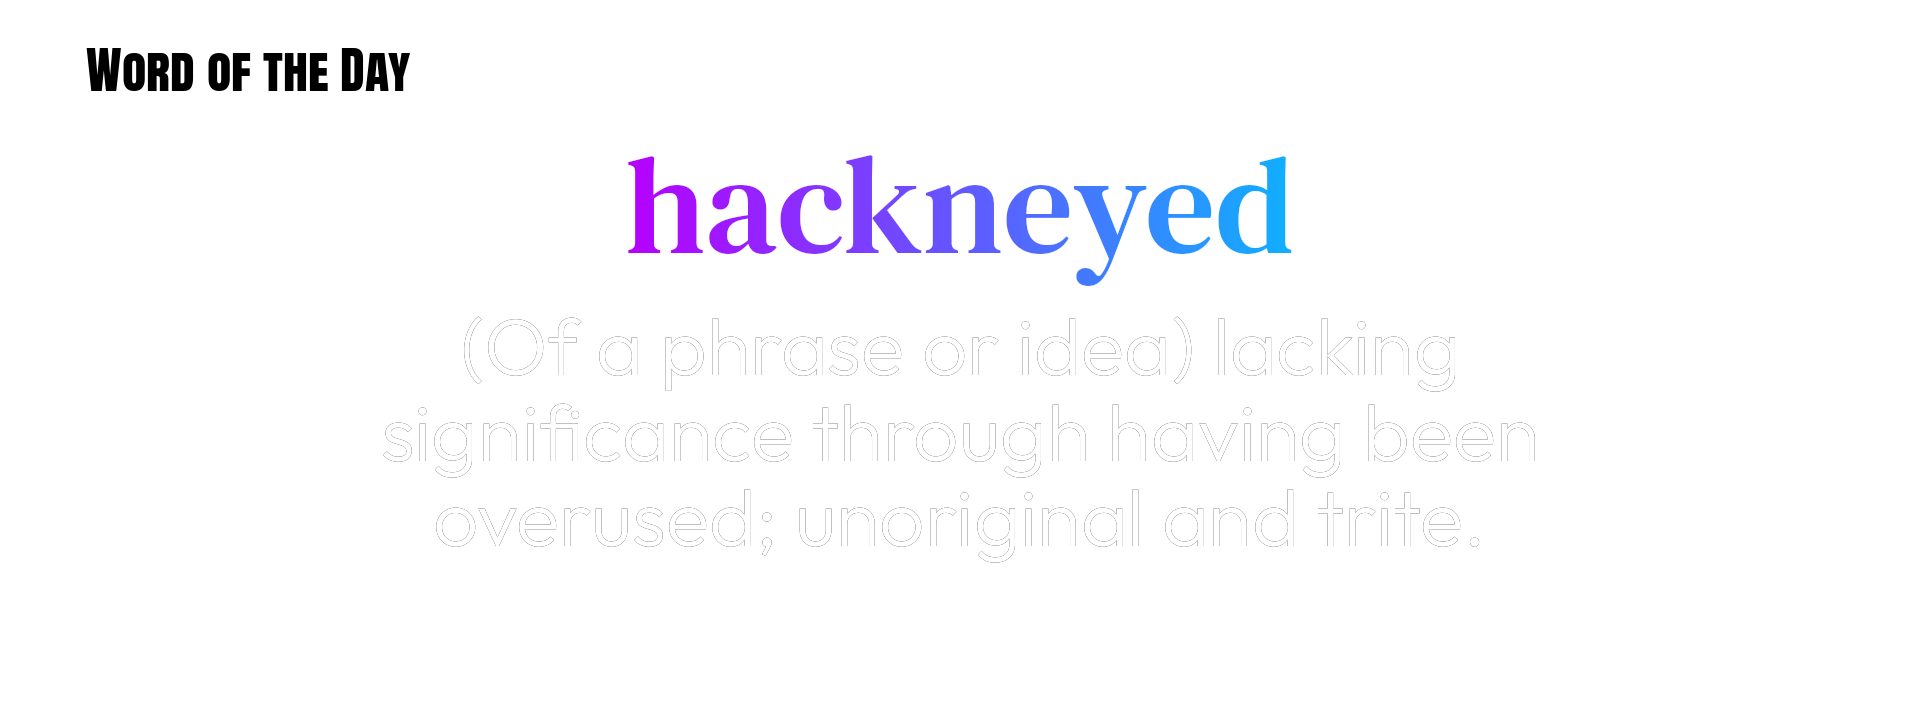 Word of the Day
hackneyed
(Of a phrase or idea) lacking
significance through having been
overused; unoriginal and trite.